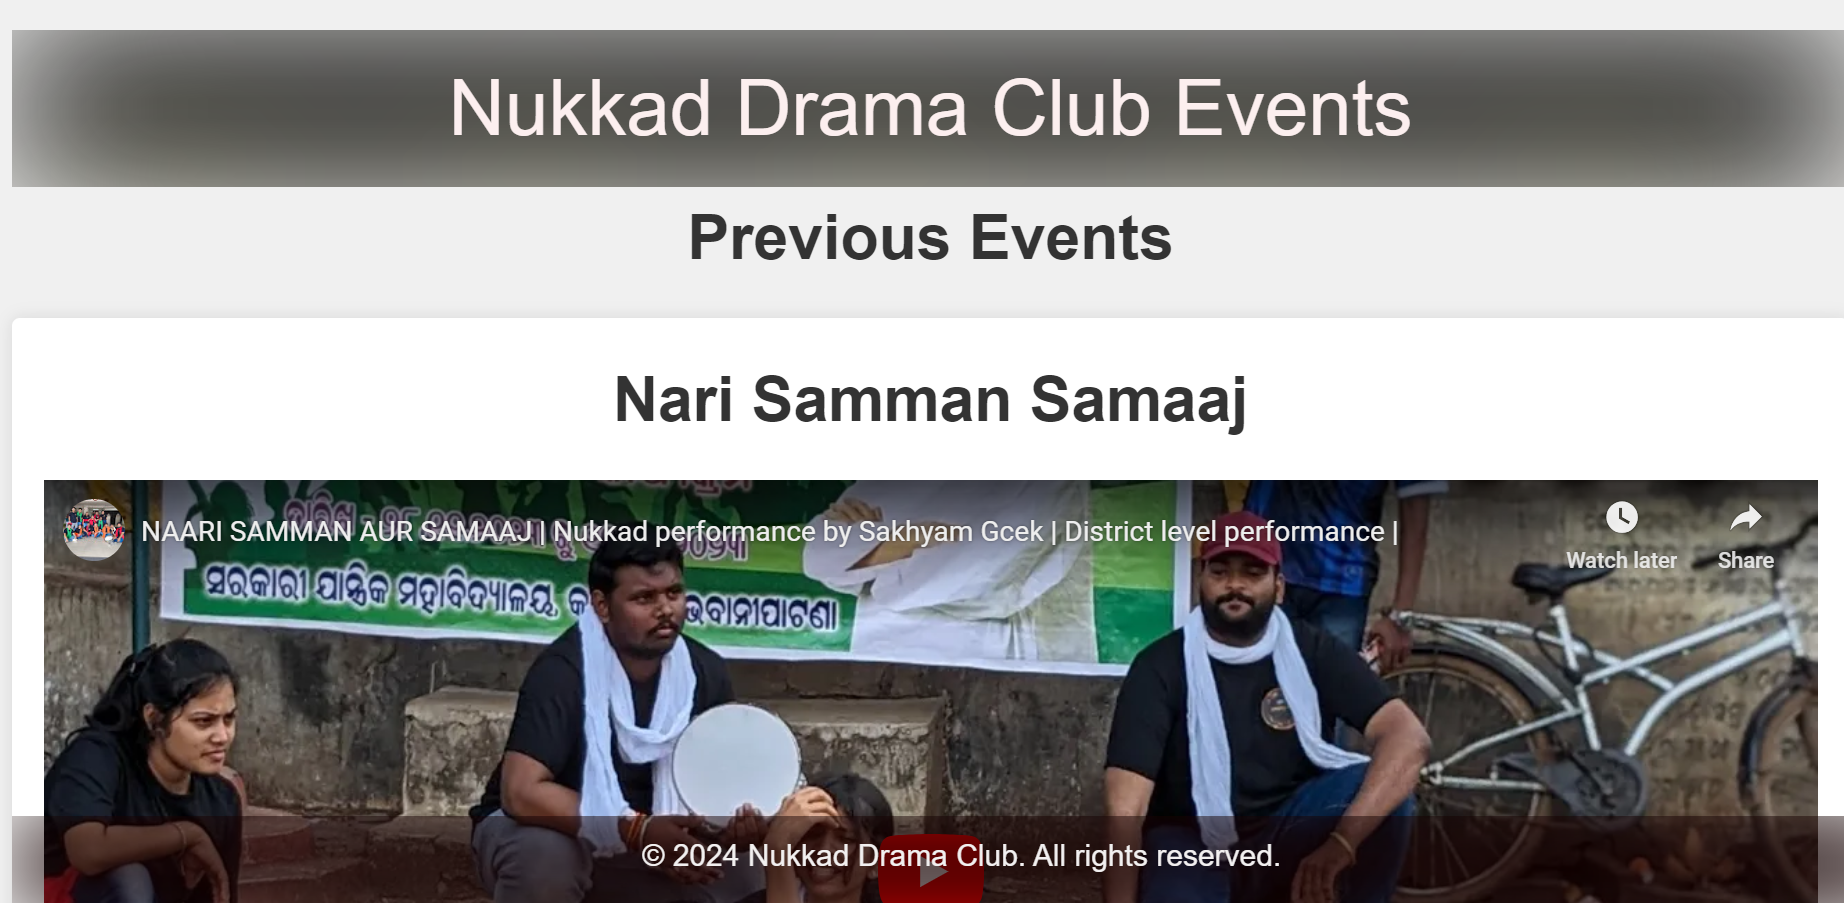 Nukkad Drama Club Events
Previous Events
Nari Samman Samaaj
NAARI SAMMAN AUR SAMAAJ | Nukkad performance by Sakhyam Gcek | District level performance |
Watch later
Share
ସରକାରୀ ଯାନ୍ତ୍ରିକ ମହାବିଦ୍ୟାଳୟ, କ ଭବାନୀପାଟଣା
© 2024 Nukkad Drama Club. All rights reserved.